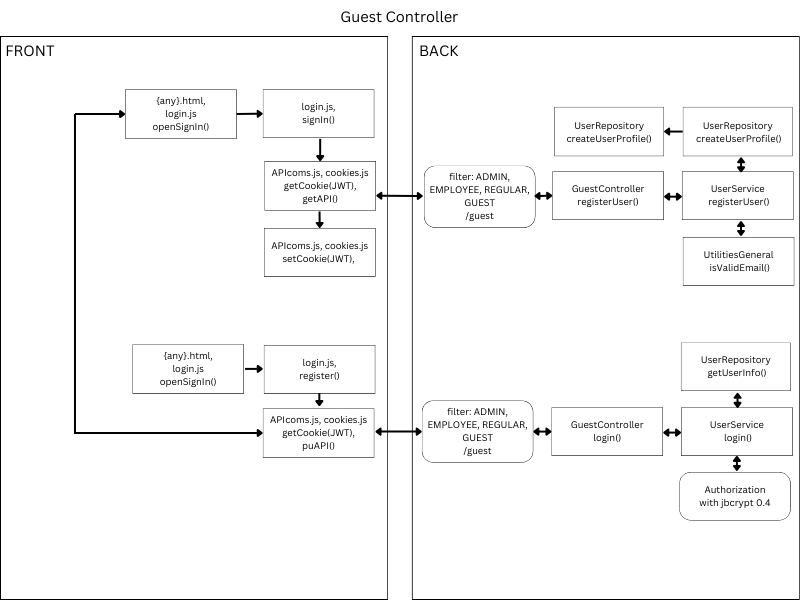 Guest Controller
FRONT
{any}.html,
login.js
openSignIn()
login.js,
signIn()
APIcoms.js, cookies.js
getCookie(JWT),
getAPI()
APIcoms.js, cookies.js
setCookie(JWT),
{any}.html,
login.js
openSignIn()
login.js,
register()
APIcoms.js, cookies.js
getCookie(JWT),
puAPI()
BACK
UserRepository
createUserProfile()
UserRepository
createUserProfile()
filter: ADMIN,
EMPLOYEE, REGULAR,
GUEST
/guest
GuestController
registerUser()
UserService
registerUser()
UtilitiesGeneral
isValidEmail()
UserRepository
getUserInfo()
filter: ADMIN,
EMPLOYEE, REGULAR,
GUEST
/guest
GuestController
login()
UserService
login()
Authorization
with jbcrypt 0.4